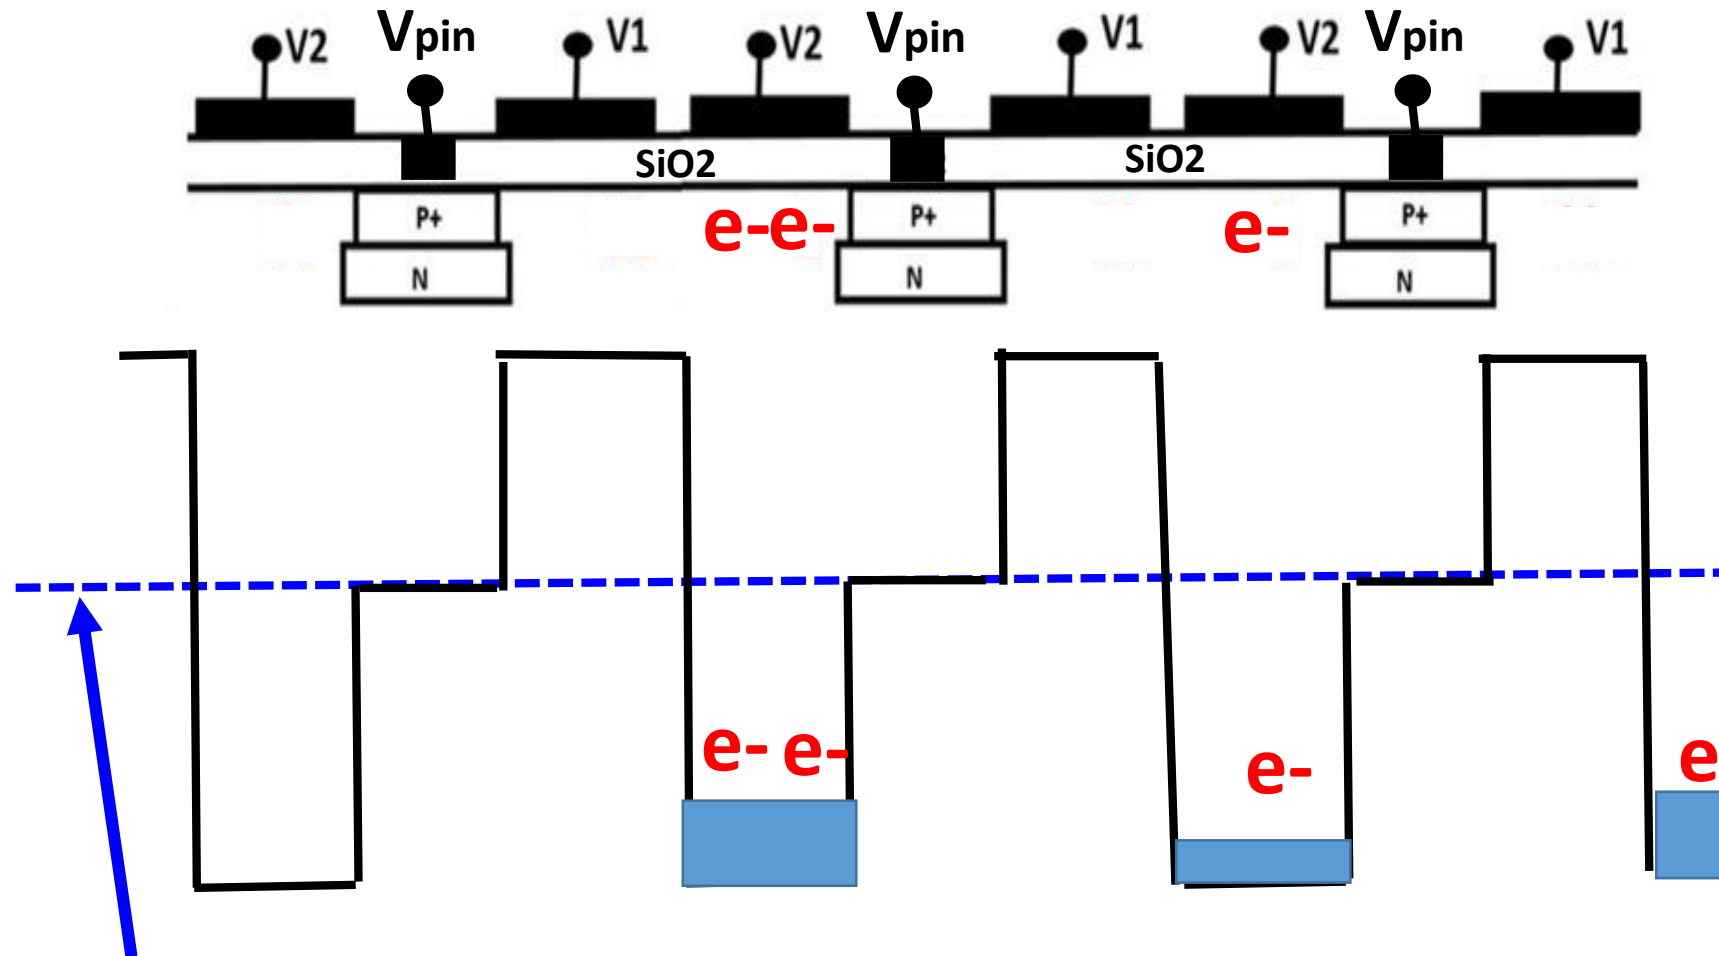 V2 Vpin V1 V2 Vpin V1 V2 Vpin V1
SiO2 SiO2
P+ e-e- P+ e- P+
N N N
e- e- e- e